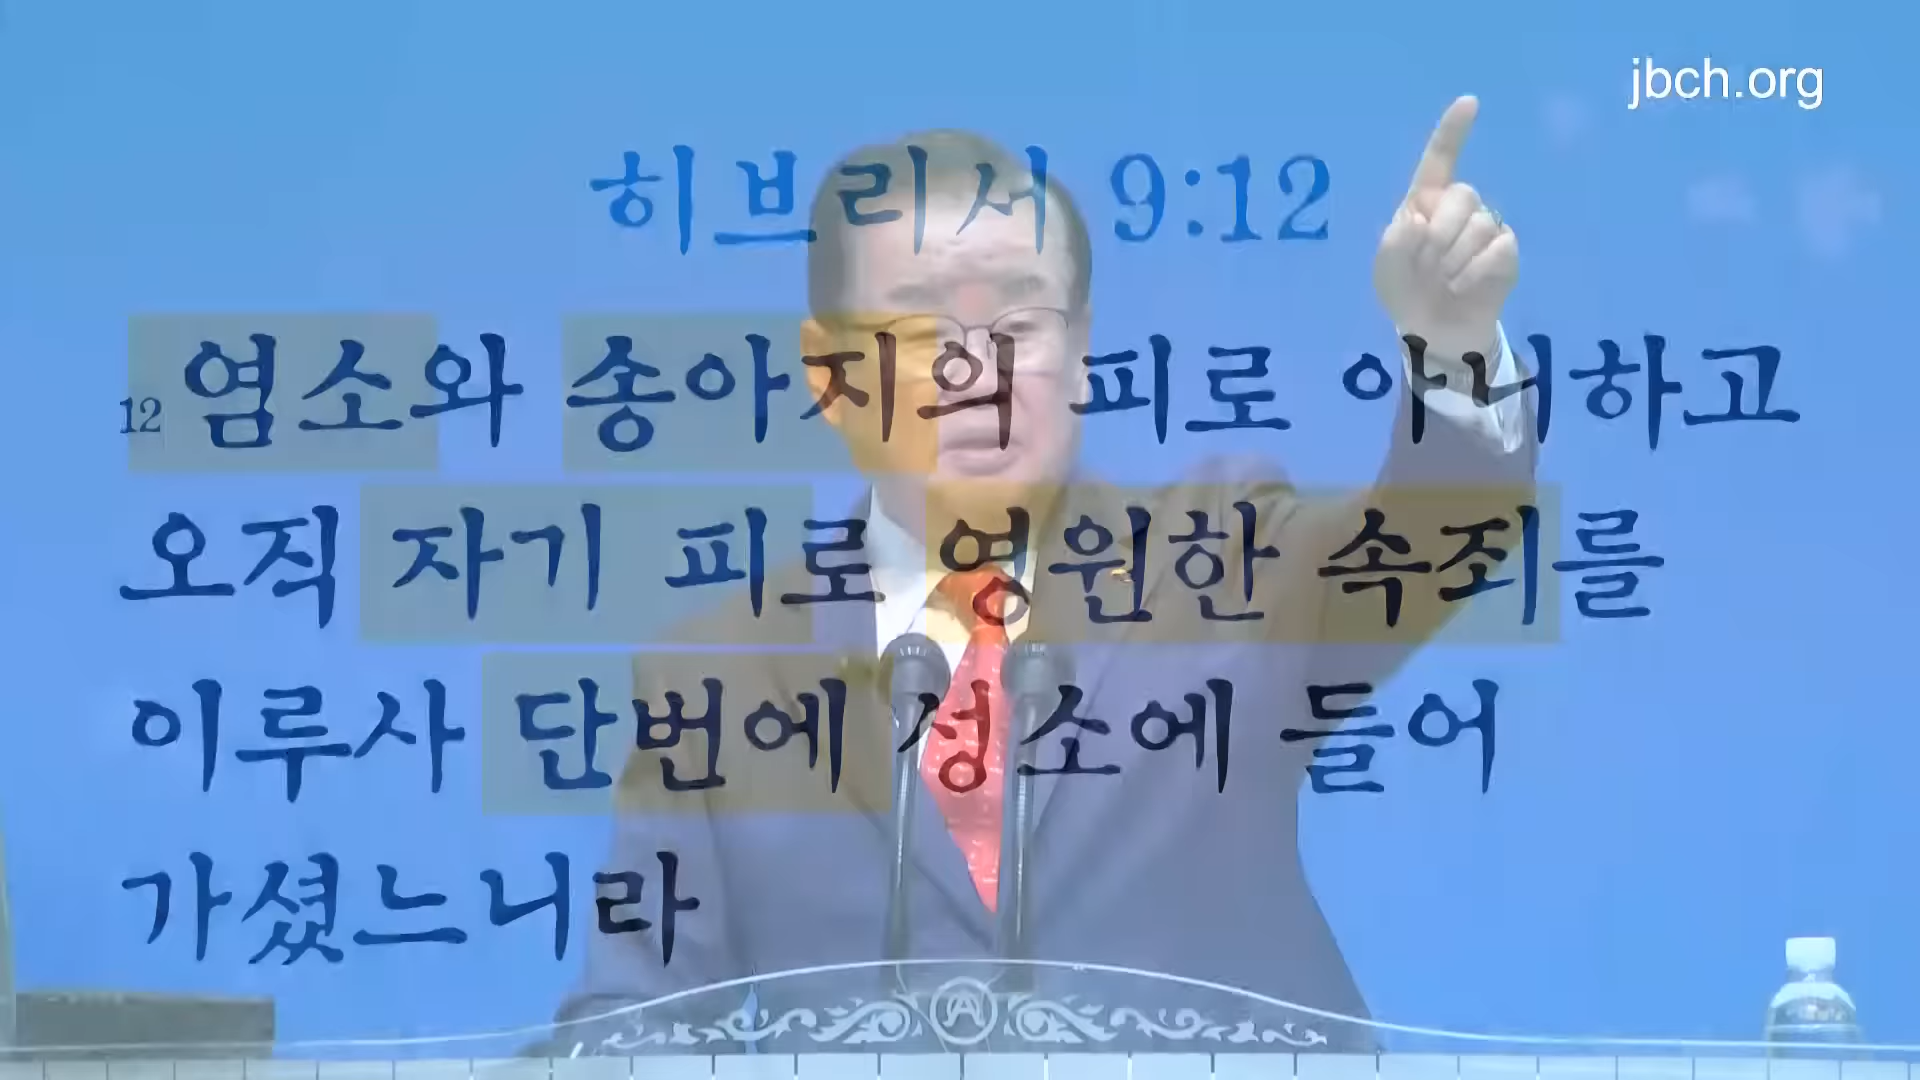 jbch.org
히브리서 9:12
12 염소와 송아지의 피로 아니하고
오직 자기 피로 영원한 속죄를
이루사 단번에 성소에 들어
가셨느니라